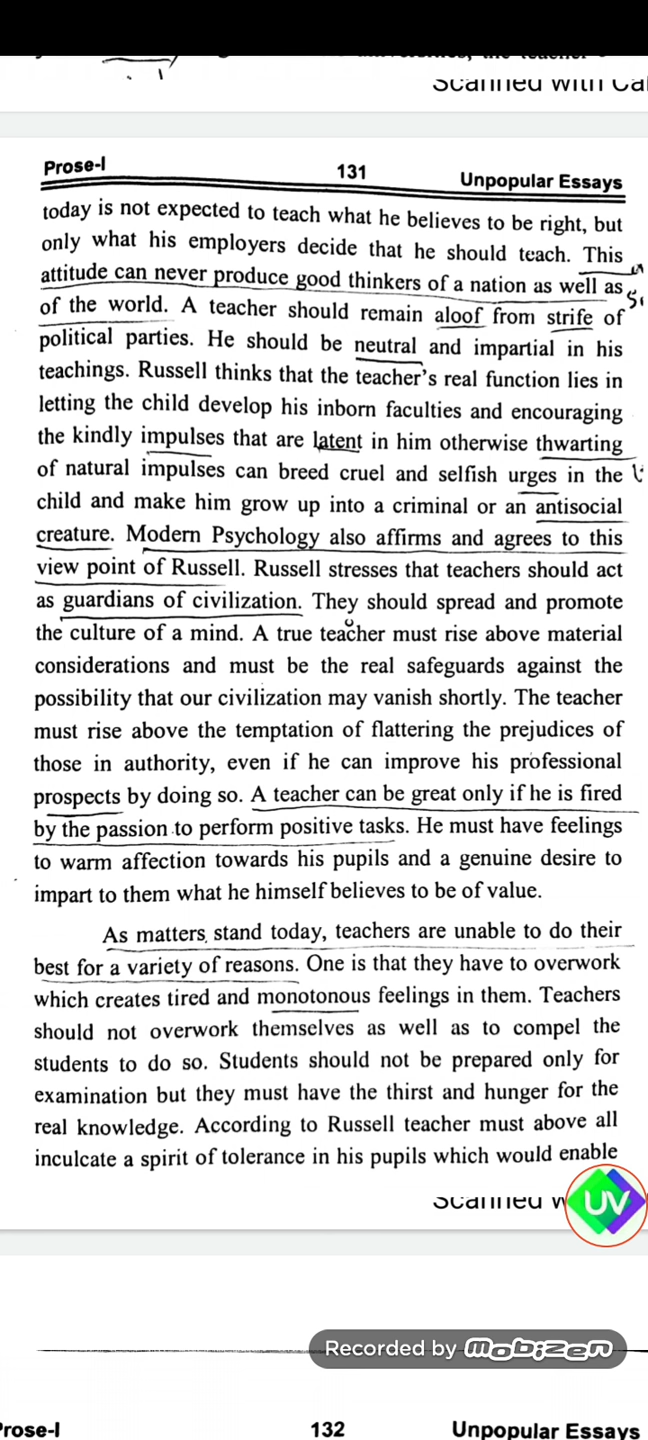 Scanned with Ca
Prose-I 131 Unpopular Essays
today is not expected to teach what he believes to be right, but
only what his employers decide that he should teach. This
attitude can never produce good thinkers of a nation as well as
of the world. A teacher should remain aloof from strife of
political parties. He should be neutral and impartial in his
teachings. Russell thinks that the teacher's real function lies in
letting the child develop his inborn faculties and encouraging
the kindly impulses that are latent in him otherwise thwarting
of natural impulses can breed cruel and selfish urges in the
child and make him grow up into a criminal or an antisocial
creature. Modern Psychology also affirms and agrees to this
view point of Russell. Russell stresses that teachers should act
as guardians of civilization. They should spread and promote
the culture of a mind. A true teacher must rise above material
considerations and must be the real safeguards against the
possibility that our civilization may vanish shortly. The teacher
must rise above the temptation of flattering the prejudices of
those in authority, even if he can improve his professional
prospects by doing so. A teacher can be great only if he is fired
by the passion to perform positive tasks. He must have feelings
to warm affection towards his pupils and a genuine desire to
impart to them what he himself believes to be of value.
As matters stand today, teachers are unable to do their
best for a variety of reasons. One is that they have to overwork
which creates tired and monotonous feelings in them. Teachers
should not overwork themselves as well as to compel the
students to do so. Students should not be prepared only for
examination but they must have the thirst and hunger for the
real knowledge. According to Russell teacher must above all
inculcate a spirit of tolerance in his pupils which would enable
Scanned w
UV
Recorded by Mobizen
Prose-I 132 Unpopular Essays